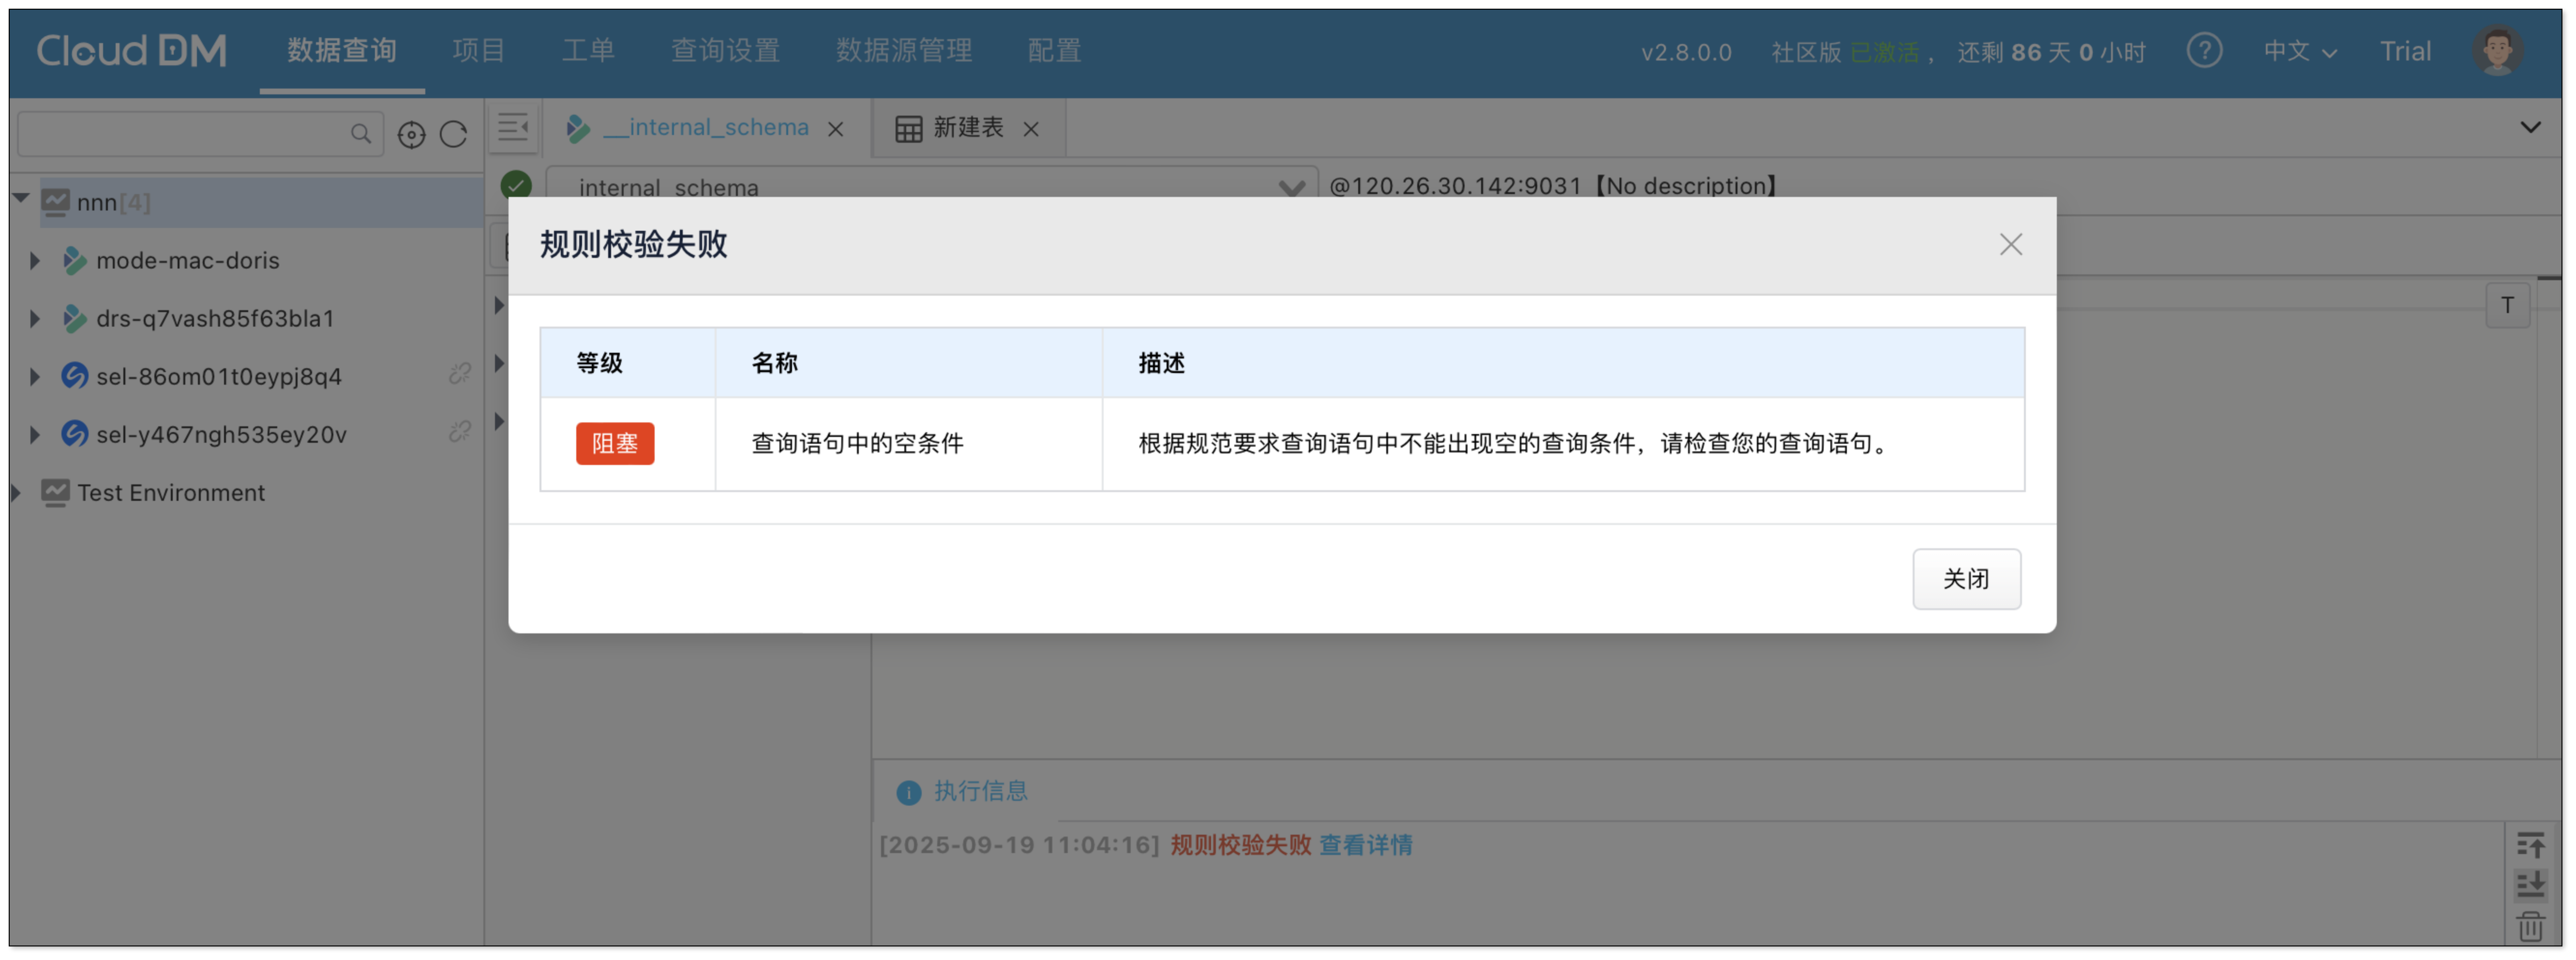 Cloud DM 数据查询 项目 工单 查询设置 数据源管理 配置 v2.8.0.0 社区版 已激活 , 还剩 86 天 0 小时 ? 中文 Trial
__internal_schema 新建表
nnn[4]
mode-mac-doris
drs-q7vash85f63bla1
sel-86om01t0eypj8q4
sel-y467ngh535ey20v
Test Environment
internal_schema @120.26.30.142:9031【No description】
T
规则校验失败
等级 名称 描述
阻塞 查询语句中的空条件 根据规范要求查询语句中不能出现空的查询条件，请检查您的查询语句。
关闭
执行信息
[2025-09-19 11:04:16] 规则校验失败 查看详情